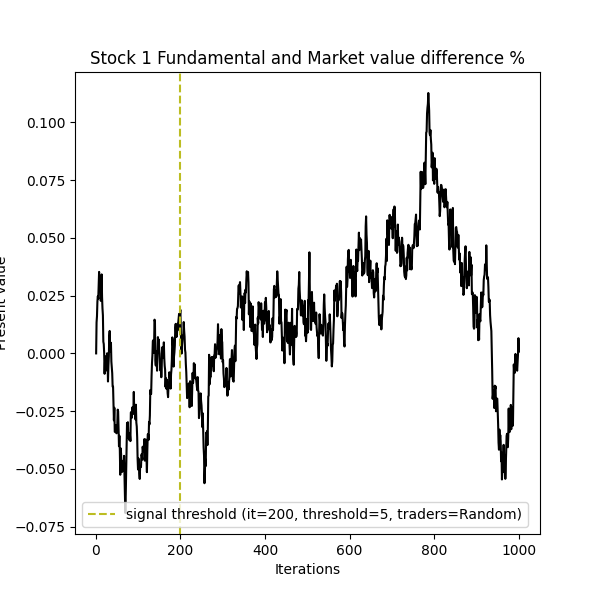 Stock 1 Fundamental and Market value difference %
0.100
0.075
0.050
0.025
0.000
−0.025
−0.050
−0.075
Present value
signal threshold (it=200, threshold=5, traders=Random)
0 200 400 600 800 1000
Iterations